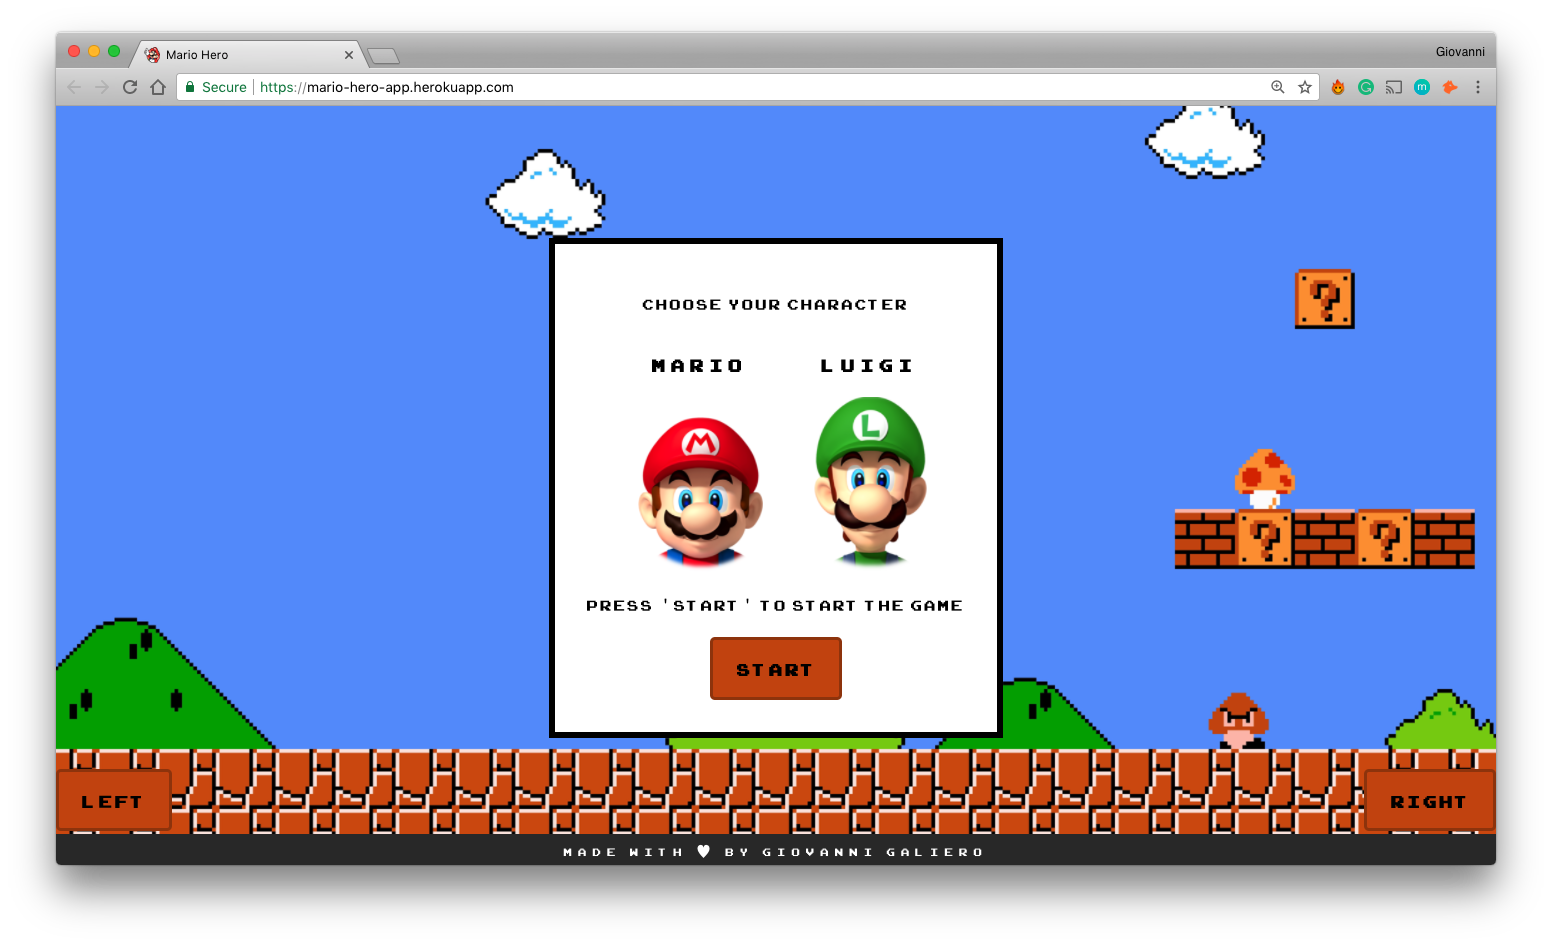 Mario Hero
Giovanni
Secure
https://mario-hero-app.herokuapp.com
m
?
CHOOSE YOUR CHARACTER
MARIO LUIGI
M
L
? ?
PRESS 'START' TO START THE GAME
START
LEFT
RIGHT
MADE WITH ♥ BY GIOVANNI GALIERO